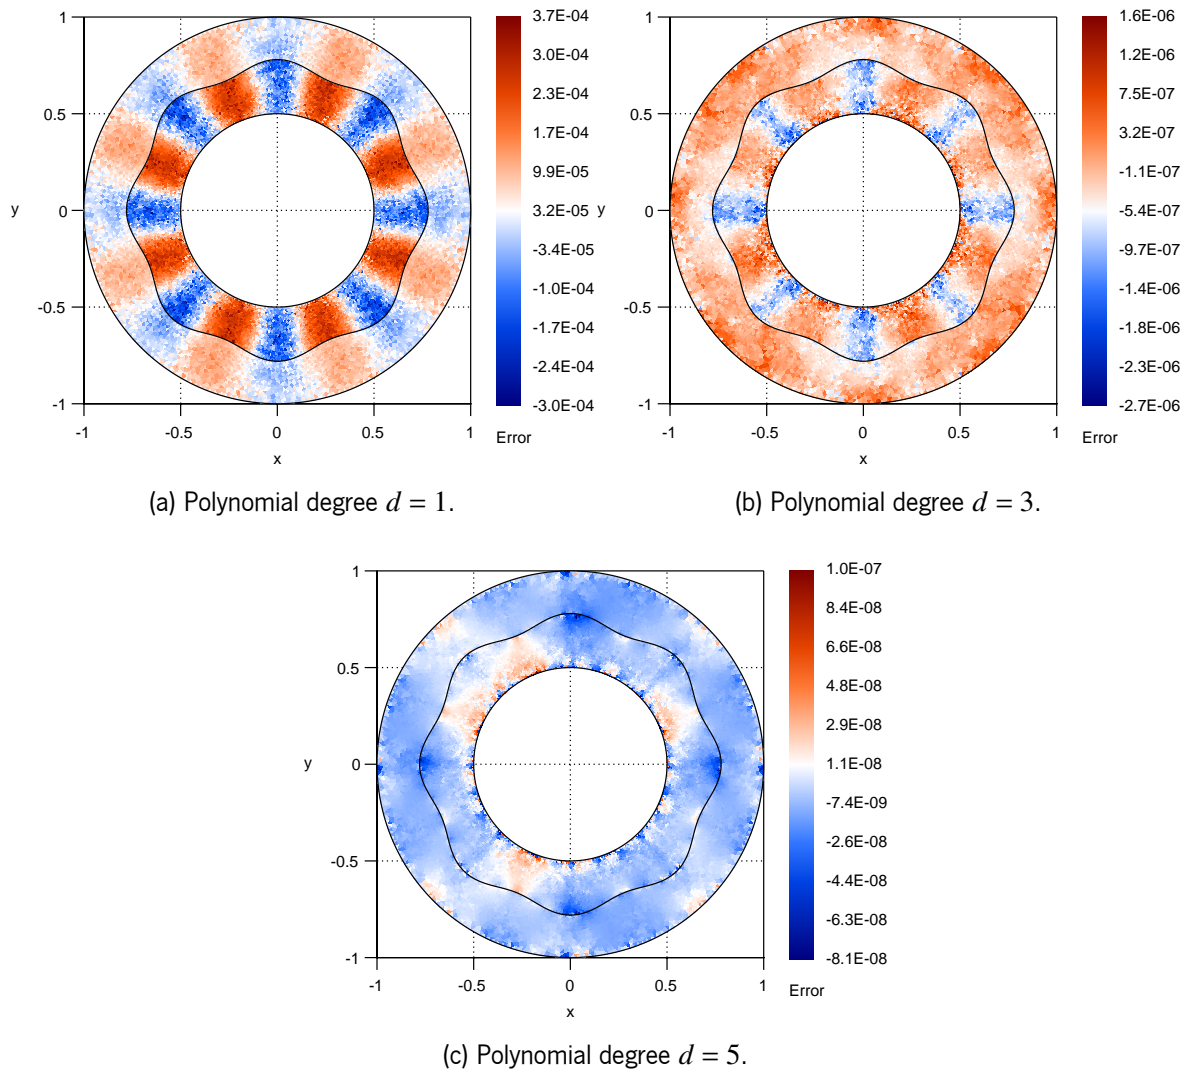 1
0.5
0
-0.5
-1
y
-1
-0.5
0
0.5
1
x
3.7E-04
3.0E-04
2.3E-04
1.7E-04
9.9E-05
3.2E-05
-3.4E-05
-1.0E-04
-1.7E-04
-2.4E-04
-3.0E-04
Error
(a) Polynomial degree d = 1.
1
0.5
0
-0.5
-1
y
-1
-0.5
0
0.5
1
x
1.6E-06
1.2E-06
7.5E-07
3.2E-07
-1.1E-07
-5.4E-07
-9.7E-07
-1.4E-06
-1.8E-06
-2.3E-06
-2.7E-06
Error
(b) Polynomial degree d = 3.
1
0.5
0
-0.5
-1
y
-1
-0.5
0
0.5
1
x
1.0E-07
8.4E-08
6.6E-08
4.8E-08
2.9E-08
1.1E-08
-7.4E-09
-2.6E-08
-4.4E-08
-6.3E-08
-8.1E-08
Error
(c) Polynomial degree d = 5.